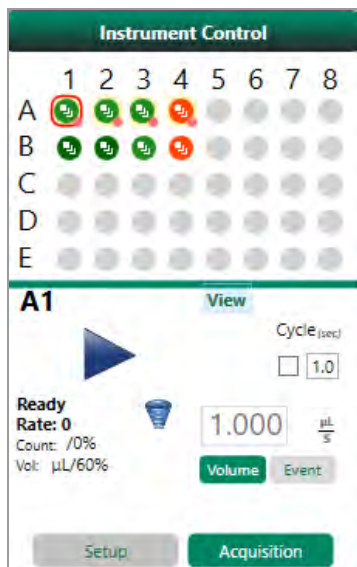 Instrument Control
1 2 3 4 5 6 7 8
A
B
C
D
E
A1 View
Cycle (sec)
1.0
Ready
Rate: 0
Count: /0%
Vol: µL/60%
1.000 µL/s
Volume Event
Setup Acquisition